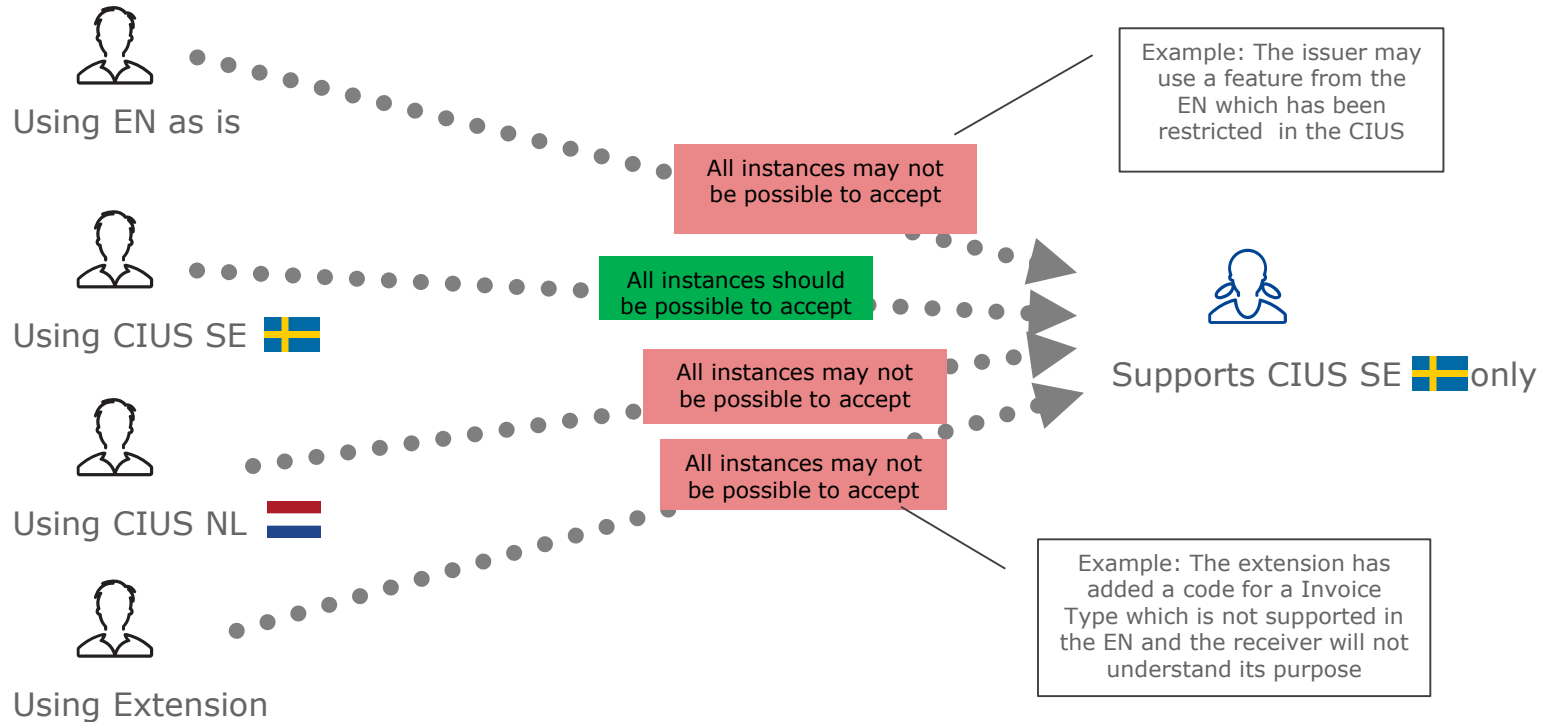 Using EN as is
Example: The issuer may
use a feature from the
EN which has been
restricted in the CIUS
All instances may not
be possible to accept
Using CIUS SE
All instances should
be possible to accept
Supports CIUS SE only
Using CIUS NL
All instances may not
be possible to accept
All instances may not
be possible to accept
Using Extension
Example: The extension has
added a code for a Invoice
Type which is not supported in
the EN and the receiver will not
understand its purpose